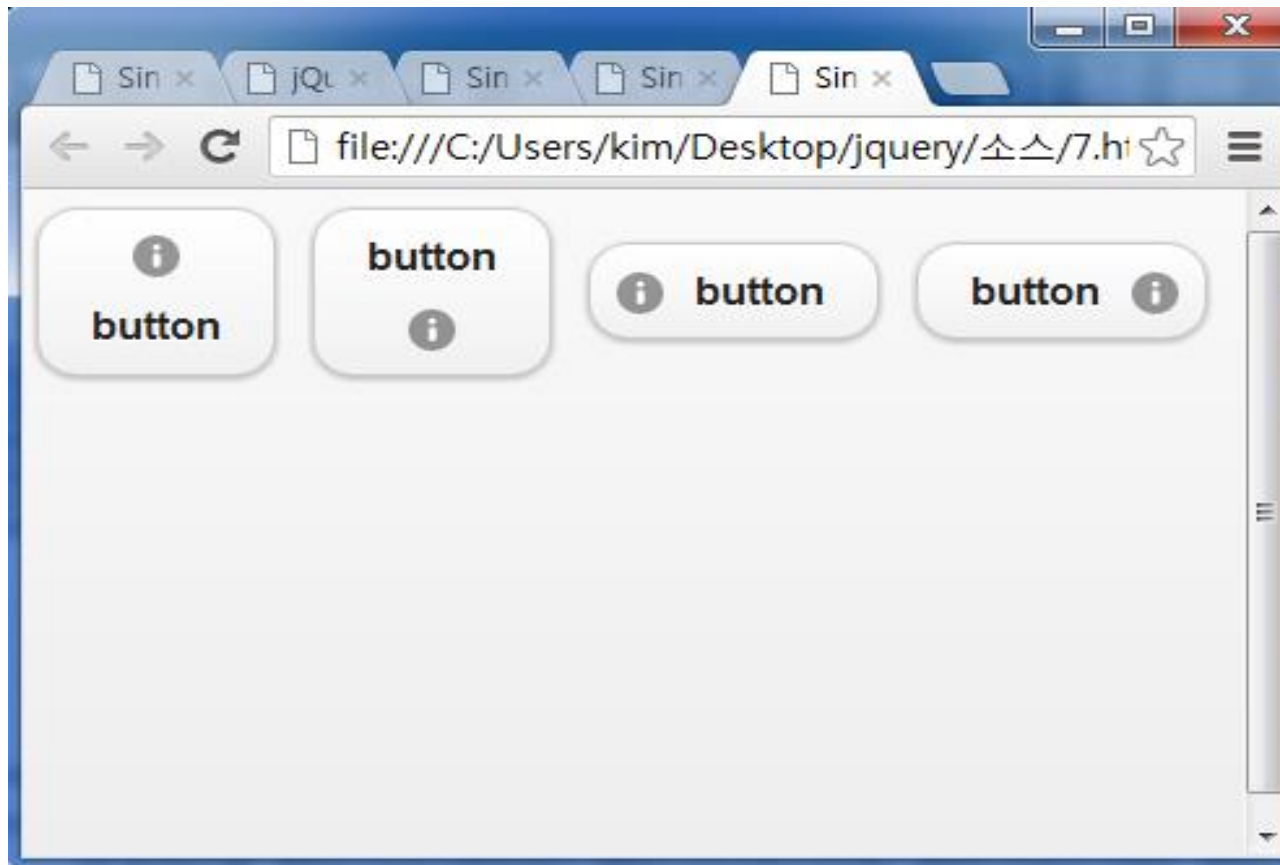 Sin jQu Sin Sin Sin
file:///C:/Users/kim/Desktop/jquery/소스/7.ht
button button button button